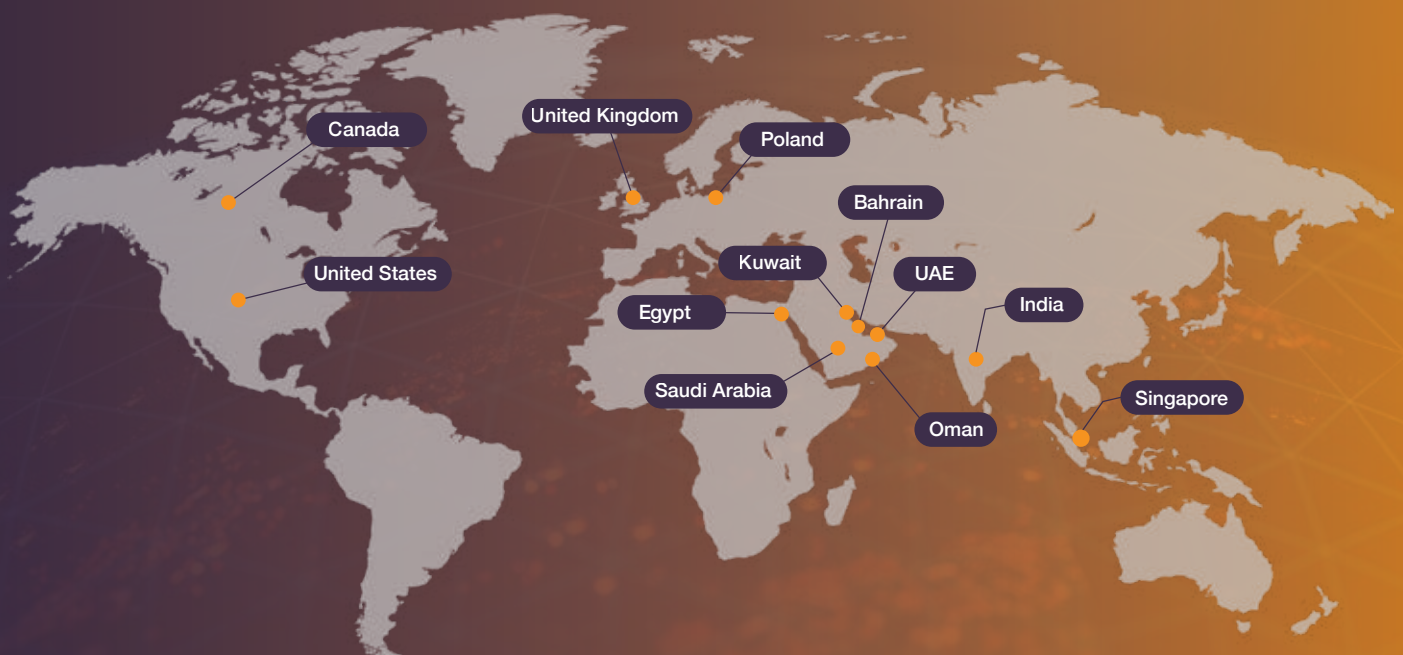 Canada
United Kingdom
Poland
Bahrain
Kuwait
UAE
United States
Egypt
India
Saudi Arabia
Singapore
Oman